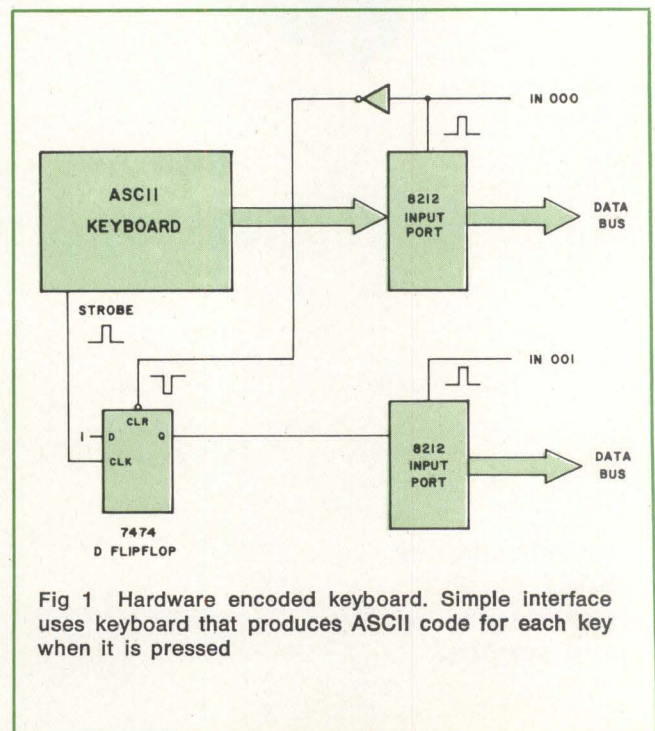 IN 000
ASCII
KEYBOARD
8212
INPUT
PORT
DATA
BUS
STROBE
IN 001
CLR
1
D
Q
CLK
8212
INPUT
PORT
DATA
BUS
7474
D FLIPFLOP
Fig 1 Hardware encoded keyboard. Simple interface
uses keyboard that produces ASCII code for each key
when it is pressed